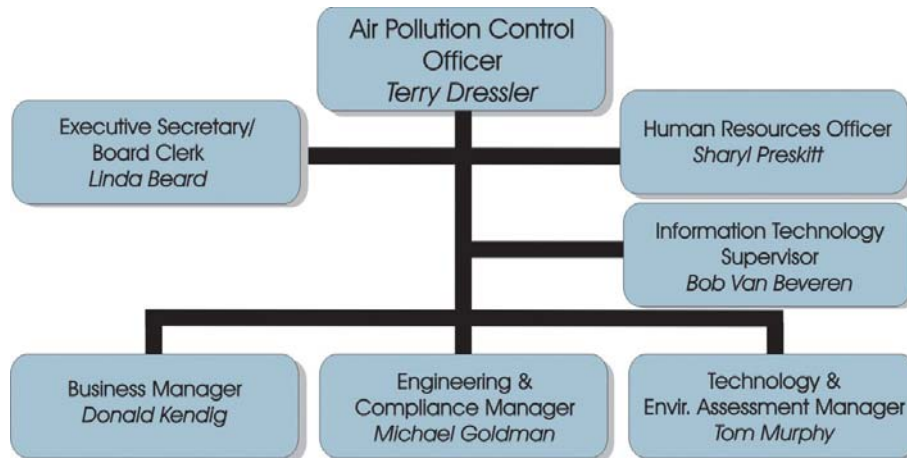 Air Pollution Control
Officer
Terry Dressler
Executive Secretary/
Board Clerk
Linda Beard
Human Resources Officer
Sharyl Preskitt
Information Technology
Supervisor
Bob Van Beveren
Business Manager
Donald Kendig
Engineering &
Compliance Manager
Michael Goldman
Technology &
Envir. Assessment Manager
Tom Murphy